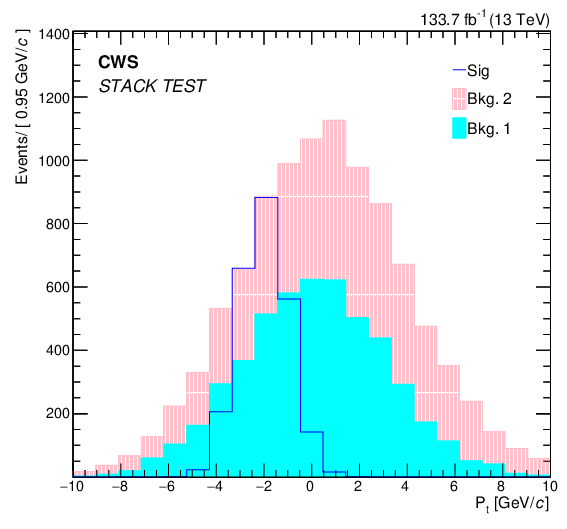 133.7 fb⁻¹ (13 TeV)
Events/ [ 0.95 GeV/c ]
1400
1200
1000
800
600
400
200
CWS
STACK TEST
Sig
Bkg. 2
Bkg. 1
−10 −8 −6 −4 −2 0 2 4 6 8 10
Pₜ [GeV/c]